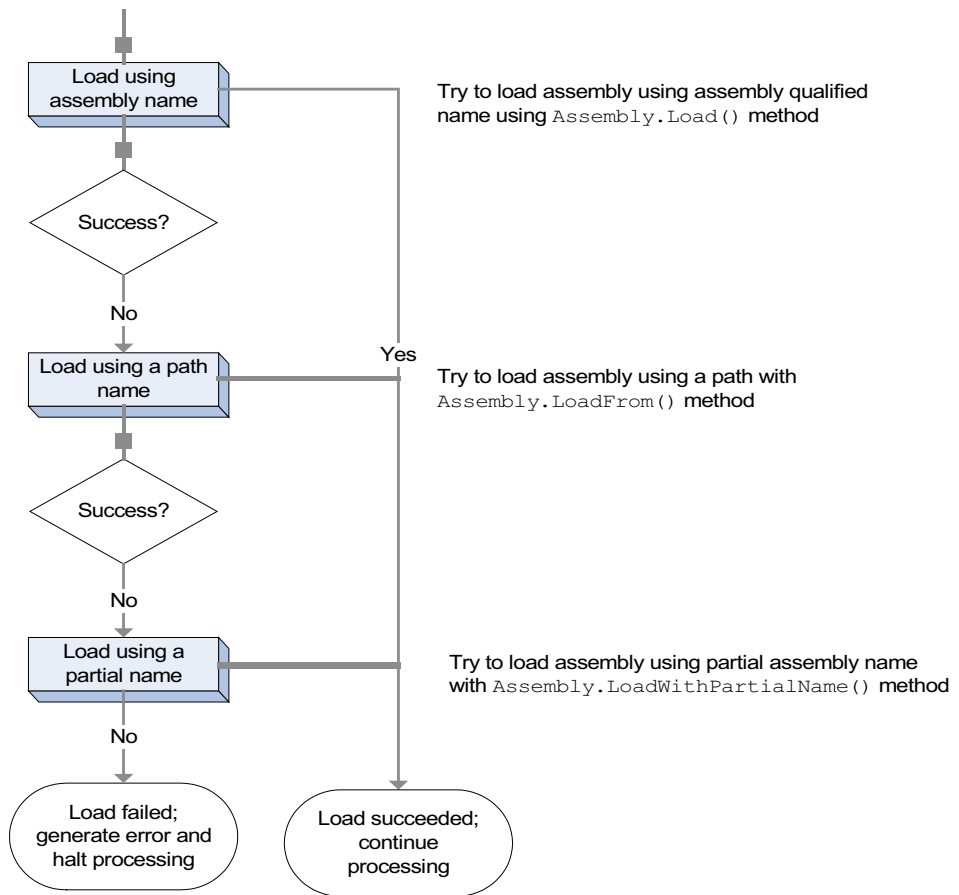 Load using
assembly name
Try to load assembly using assembly qualified
name using Assembly.Load() method
Success?
No
Yes
Load using a path
name
Try to load assembly using a path with
Assembly.LoadFrom() method
Success?
No
Load using a
partial name
Try to load assembly using partial assembly name
with Assembly.LoadWithPartialName() method
No
Load failed;
generate error and
halt processing
Load succeeded;
continue
processing